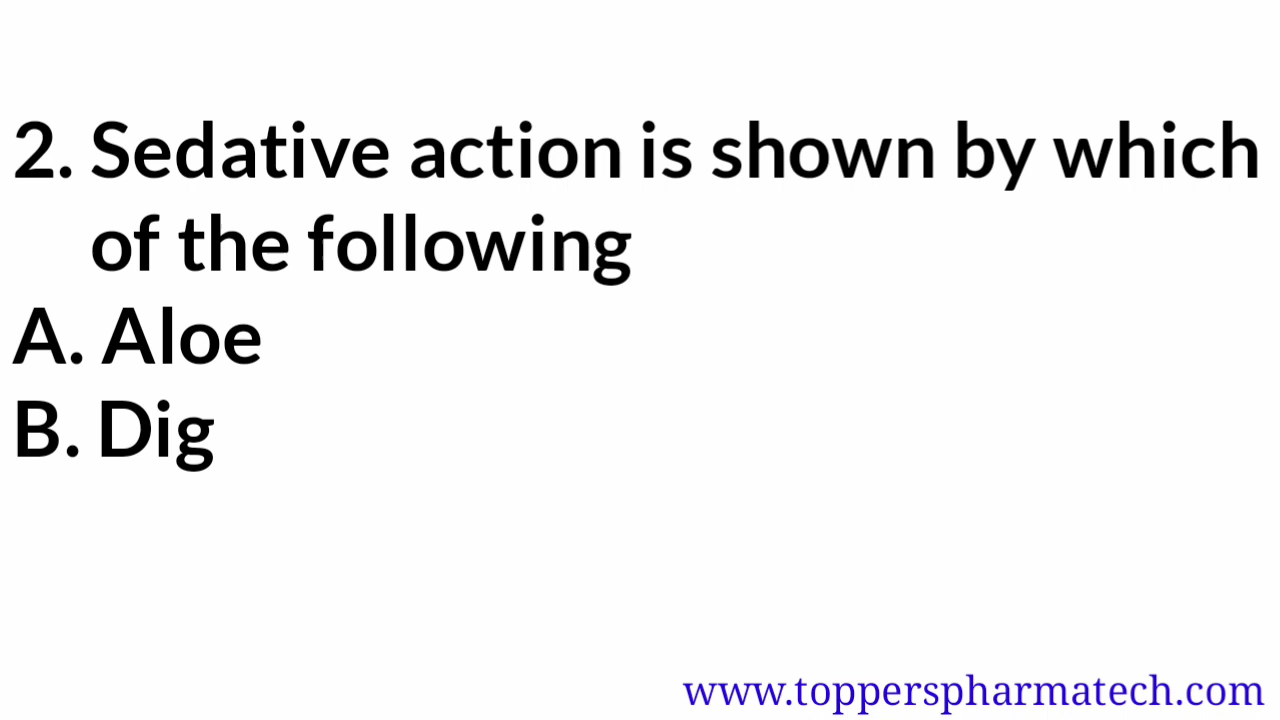 2. Sedative action is shown by which
of the following
A. Aloe
B. Dig
www.topperspharmatech.com